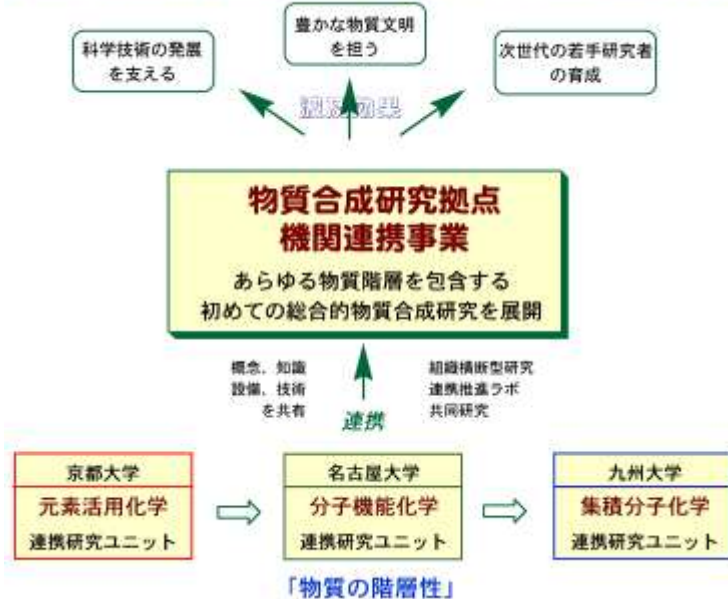 科学技術の発展
を支える
豊かな物質文明
を担う
次世代の若手研究者
の育成
波及効果
物質合成研究拠点
機関連携事業
あらゆる物質階層を包含する
初めての総合的物質合成研究を展開
概念、知識
設備、技術
を共有
組織横断型研究
連携推進ラボ
共同研究
連携
京都大学
元素活用化学
連携研究ユニット
名古屋大学
分子機能化学
連携研究ユニット
九州大学
集積分子化学
連携研究ユニット
「物質の階層性」